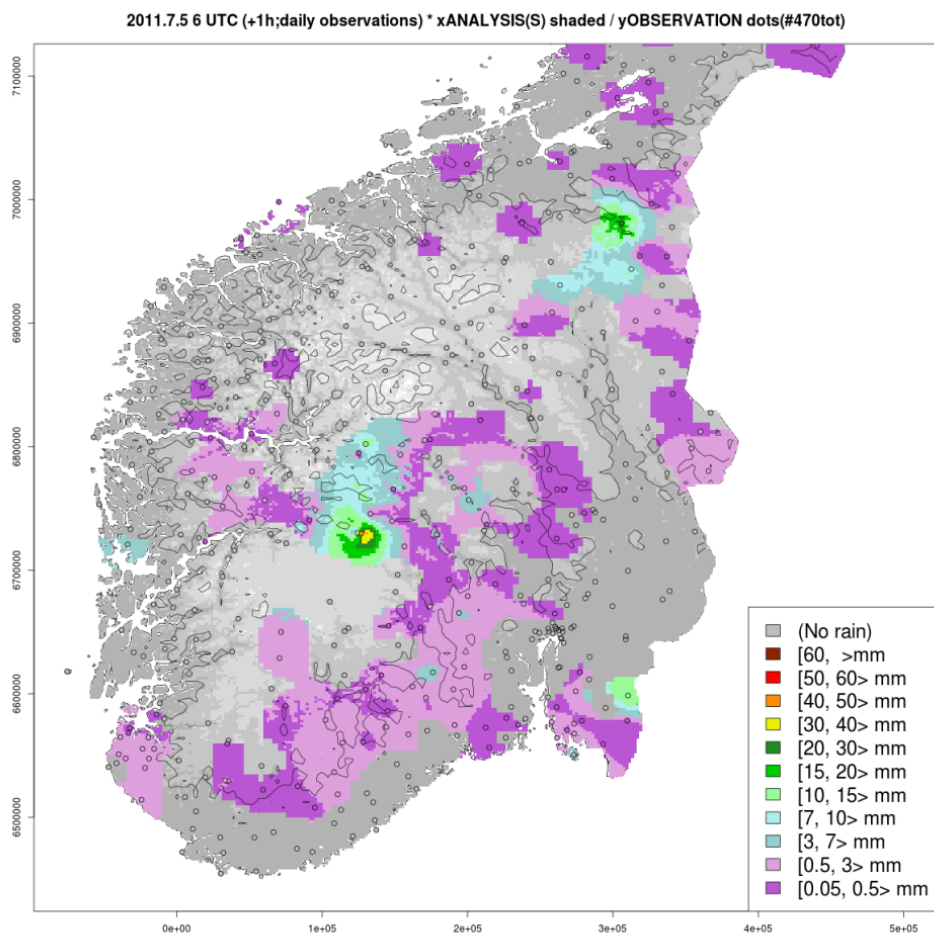 2011.7.5 6 UTC (+1h;daily observations) * xANALYSIS(S) shaded / yOBSERVATION dots(#470tot)
7100000
7000000
6900000
6800000
6700000
6600000
6500000
(No rain)
[60,  >mm
[50, 60> mm
[40, 50> mm
[30, 40> mm
[20, 30> mm
[15, 20> mm
[10, 15> mm
[7, 10> mm
[3, 7> mm
[0.5, 3> mm
[0.05, 0.5> mm
0e+00 1e+05 2e+05 3e+05 4e+05 5e+05